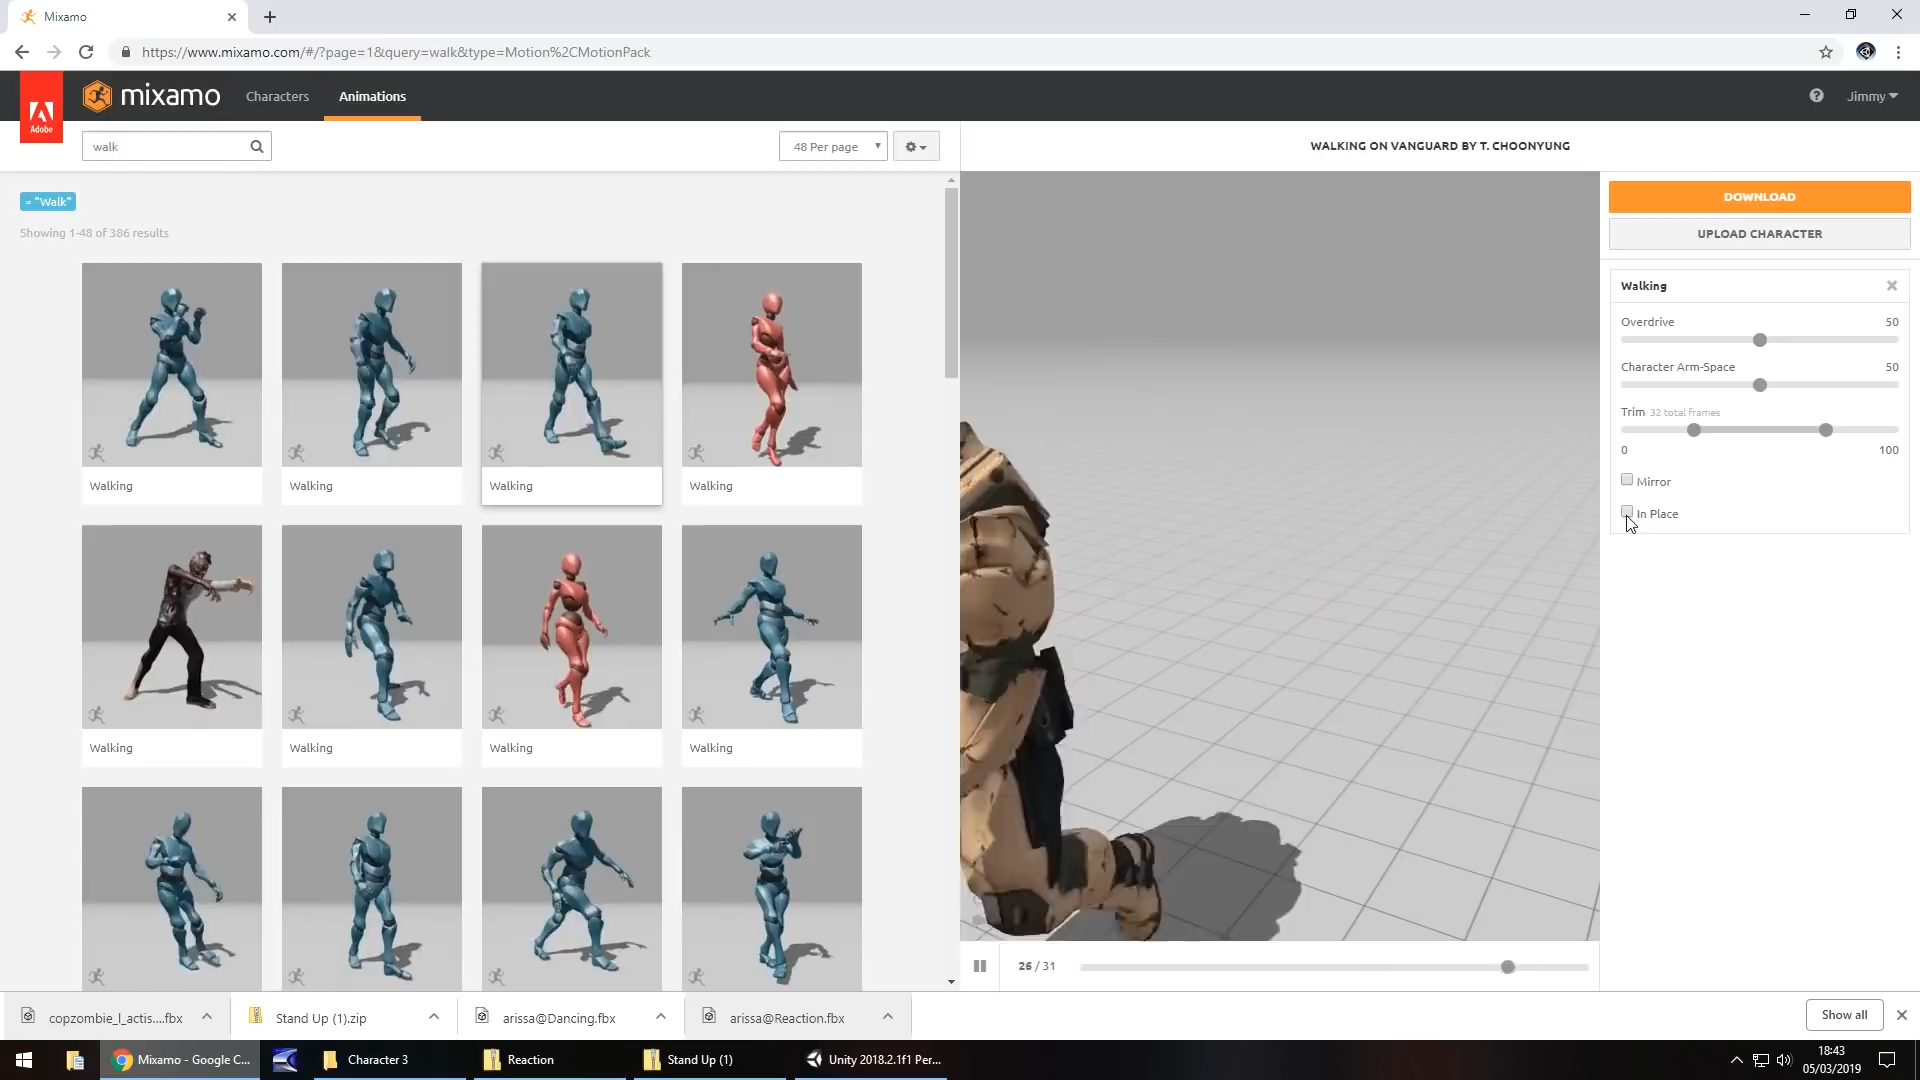 Mixamo
https://www.mixamo.com/#/?page=1&query=walk&type=Motion%2CMotionPack
Adobe
mixamo
Characters
Animations
Jimmy
walk
48 Per page
WALKING ON VANGUARD BY T. CHOONYUNG
= "Walk"
Showing 1-48 of 386 results
DOWNLOAD
UPLOAD CHARACTER
Walking
Overdrive 50
Character Arm-Space 50
Trim 32 total frames
0 100
Mirror
In Place
Walking
Walking
Walking
Walking
Walking
Walking
Walking
Walking
26 / 31
copzombie_l_actis....fbx
Stand Up (1).zip
arissa@Dancing.fbx
arissa@Reaction.fbx
Show all
Mixamo - Google C...
Character 3
Reaction
Stand Up (1)
Unity 2018.2.1f1 Per...
18:43
05/03/2019